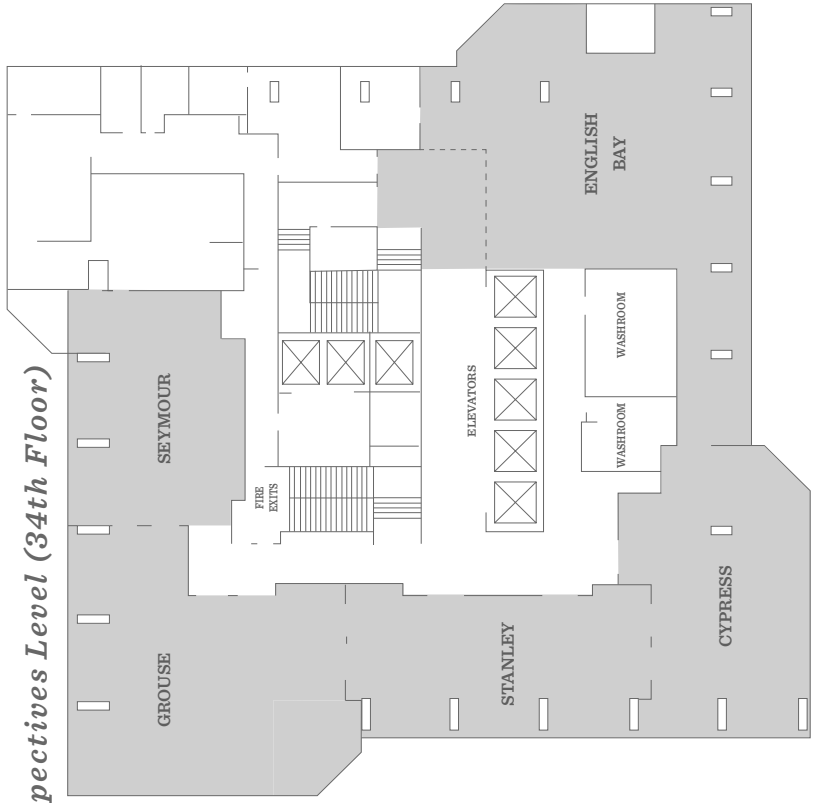 pectives Level (34th Floor)
ENGLISH
BAY
WASHROOM
WASHROOM
ELEVATORS
SEYMOUR
FIRE
EXITS
CYPRESS
STANLEY
GROUSE